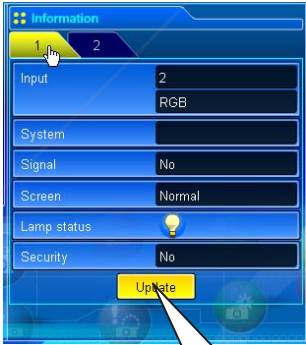 Information
1 2
Input 2
RGB
System
Signal No
Screen Normal
Lamp status
Security No
Update